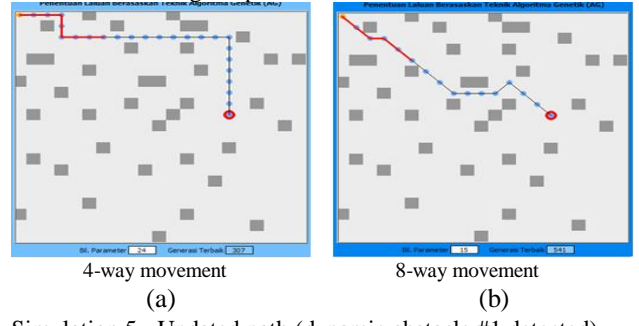 Penentuan Laluan Berasaskan Teknik Algoritma Genetik (AG)
Penentuan Laluan Berasaskan Teknik Algoritma Genetik (AG)
Bil. Parameter 24 Generasi Terbaik 307
Bil. Parameter 15 Generasi Terbaik 541
4-way movement
8-way movement
(a)
(b)
Simulation 5 Updated path (dynamic obstacle #1 detected)